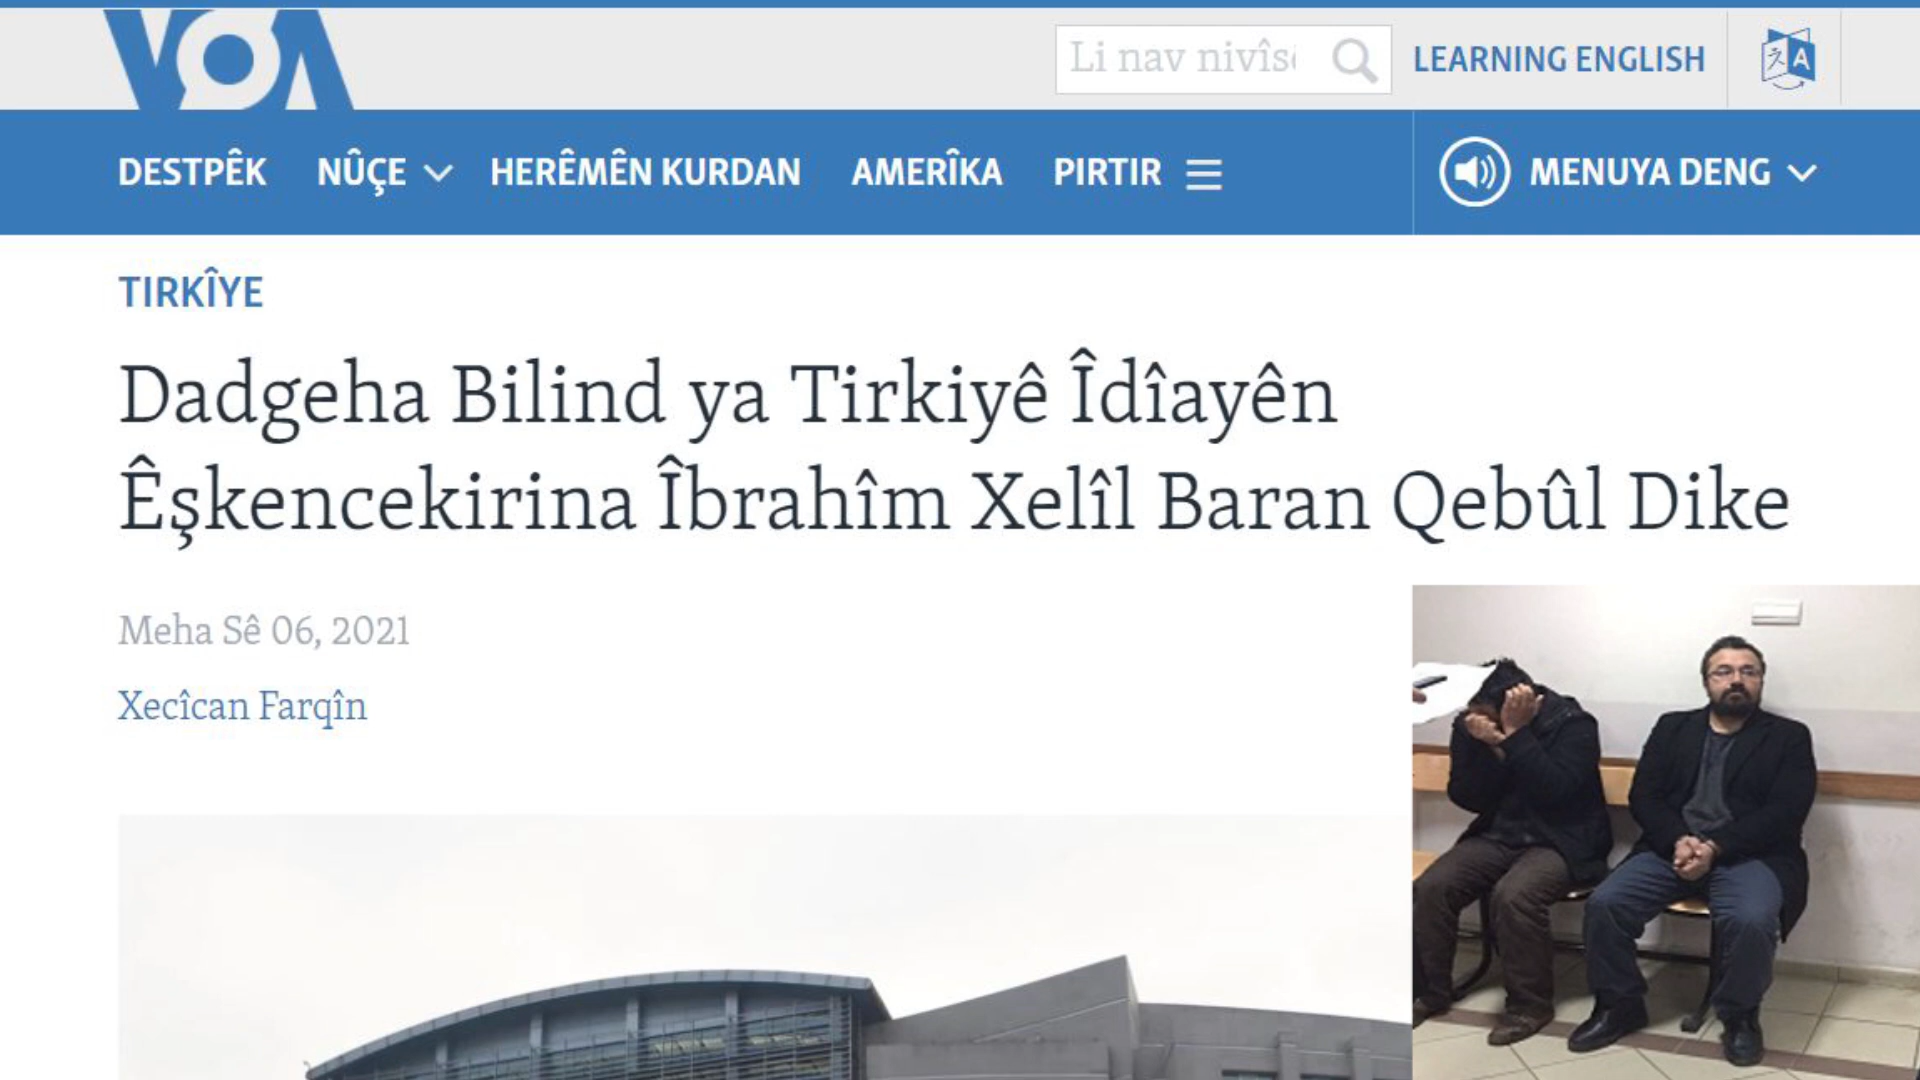 VOA
Li nav nivîs
LEARNING ENGLISH
DESTPÊK NÛÇE HERÊMÊN KURDAN AMERÎKA PIRTIR MENUYA DENG
TIRKÎYE
Dadgeha Bilind ya Tirkiyê Îdîayên
Êşkencekirina Îbrahîm Xelîl Baran Qebûl Dike
Meha Sê 06, 2021
Xecîcan Farqîn